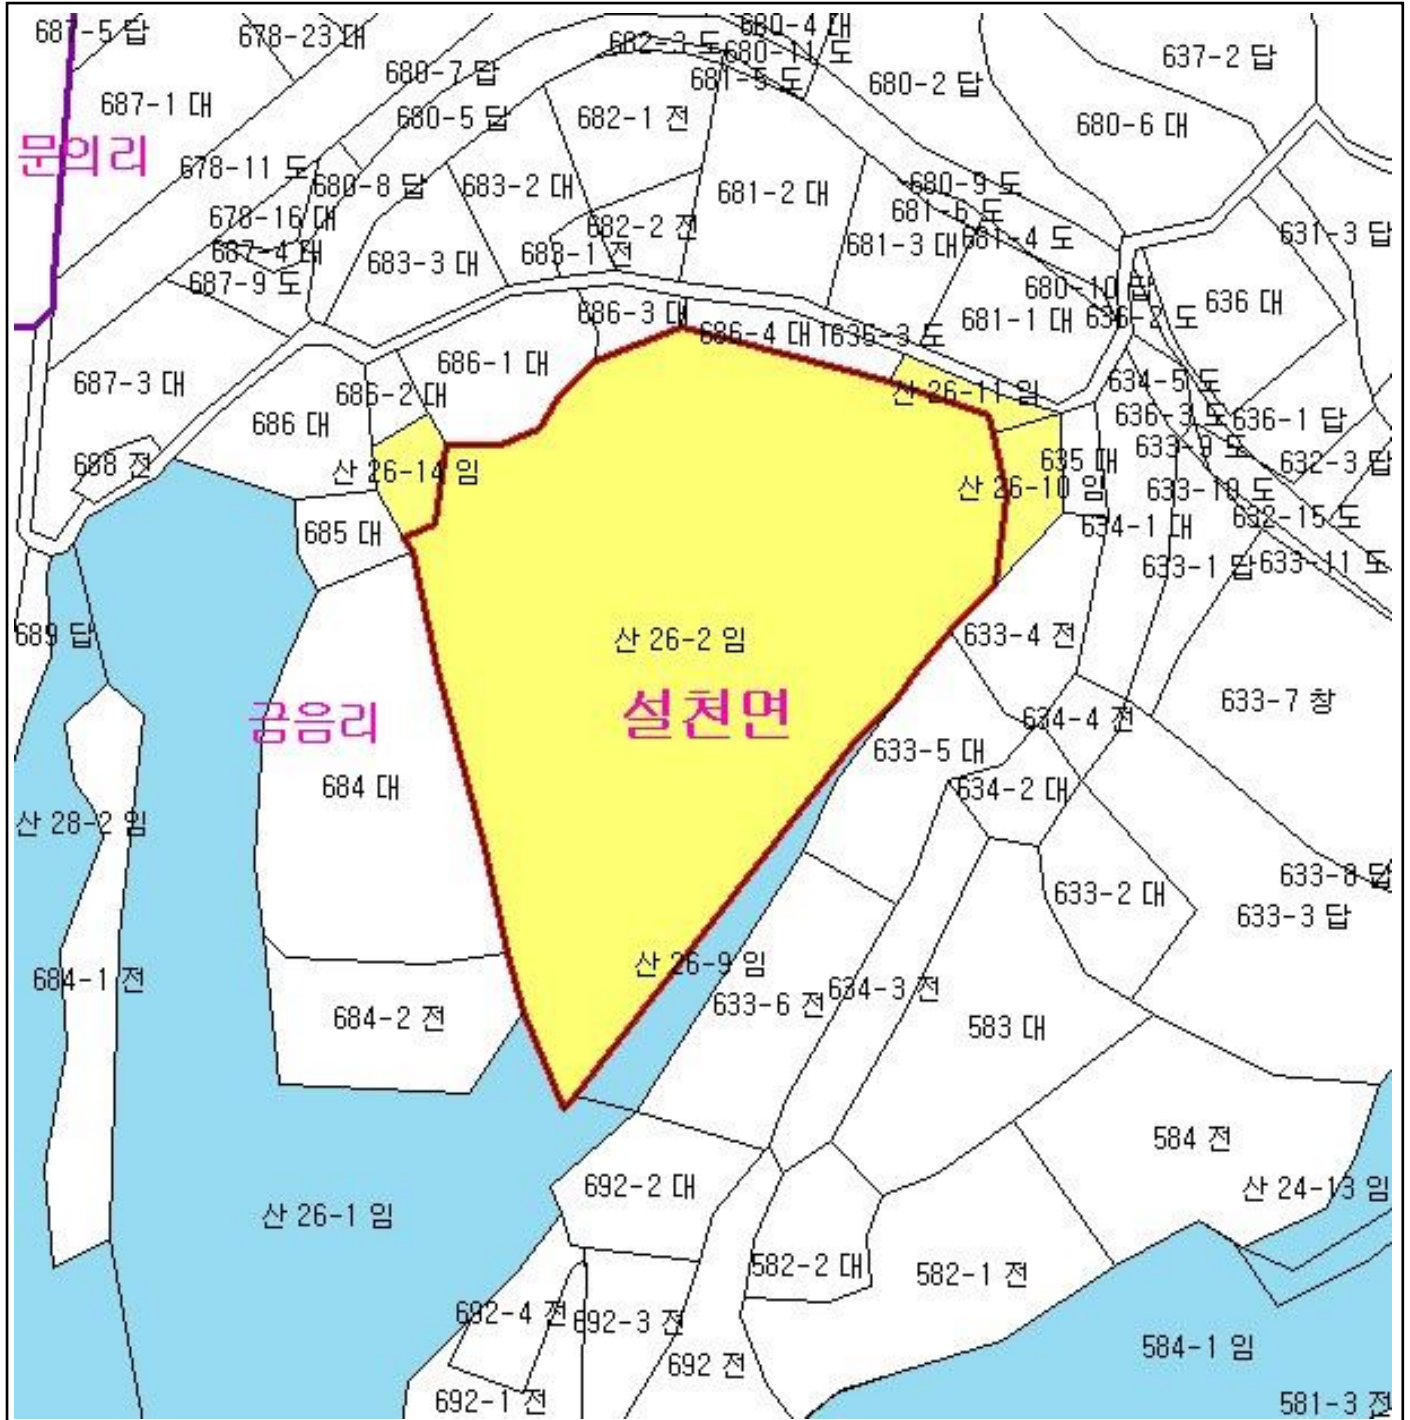 687-5 답
678-23 대
682-3 도
680-4 대
680-11 도
637-2 답
680-7 답
681-5 도
680-2 답
687-1 대
680-5 답
682-1 전
680-6 대
문의리
678-11 도
680-8 답
683-2 대
681-2 대
680-9 도
678-16 대
682-2 전
681-6 도
681-4 도
631-3 답
687-4 대
683-3 대
683-1 전
681-3 대
687-9 도
680-10 답
636 대
686-3 대
686-4 대
1635-3 도
681-1 대
636-2 도
687-3 대
686-1 대
686-2 대
산 26-11 임
634-5 도
686 대
636-3 도
636-1 답
688 전
산 26-14 임
635 대
633-9 도
632-3 답
산 26-10 임
633-10 도
685 대
634-1 대
632-15 도
633-1 답
633-11 도
689 답
산 26-2 임
633-4 전
금음리
설천면
634-4 전
633-7 창
633-5 대
684 대
634-2 대
산 28-2 임
633-8 답
633-2 대
633-3 답
684-1 전
산 26-9 임
634-3 전
684-2 전
633-6 전
583 대
584 전
692-2 대
산 24-13 임
산 26-1 임
582-2 대
582-1 전
692-4 전
692-3 전
584-1 임
692 전
692-1 전
581-3 전